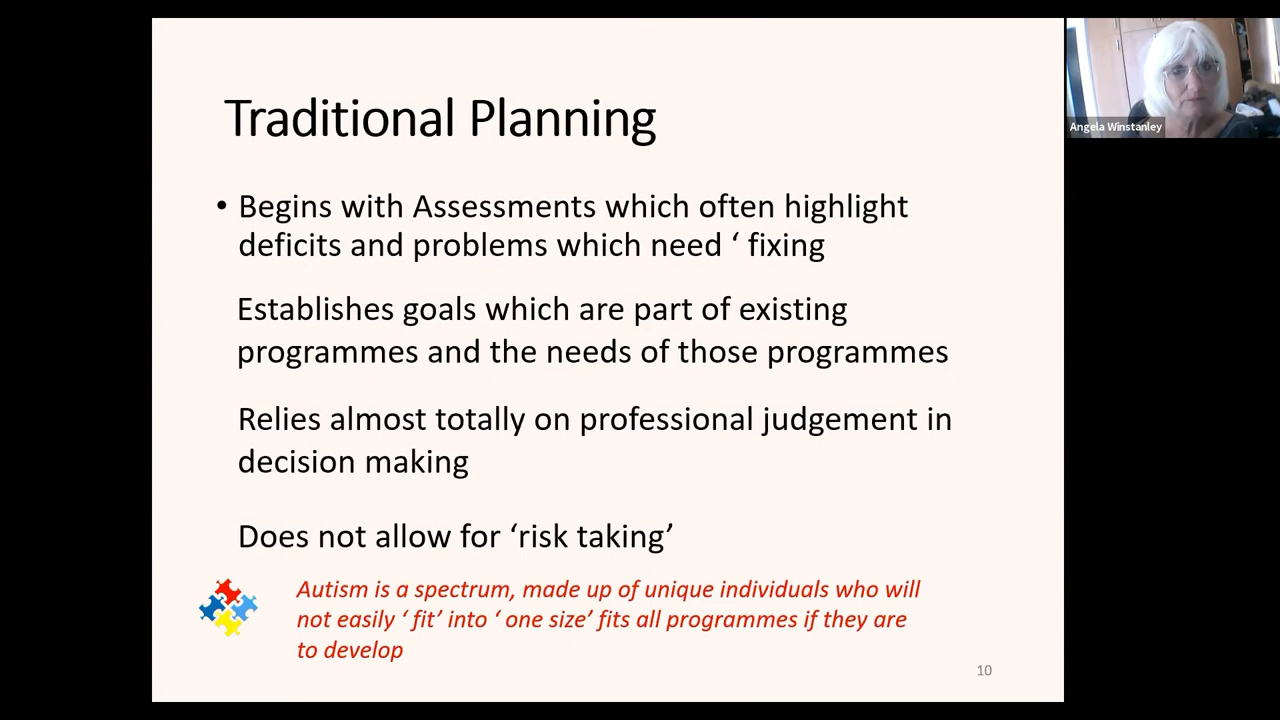 Traditional Planning
• Begins with Assessments which often highlight
deficits and problems which need ‘ fixing
Establishes goals which are part of existing
programmes and the needs of those programmes
Relies almost totally on professional judgement in
decision making
Does not allow for ‘risk taking’
Autism is a spectrum, made up of unique individuals who will
not easily ‘ fit’ into ‘ one size’ fits all programmes if they are
to develop
10
Angela Winstanley